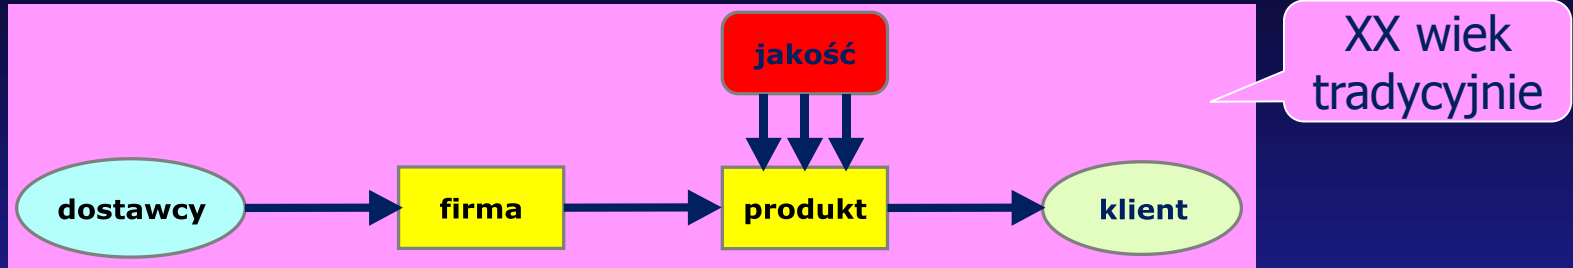 jakość
XX wiek
tradycyjnie
dostawcy
firma
produkt
klient